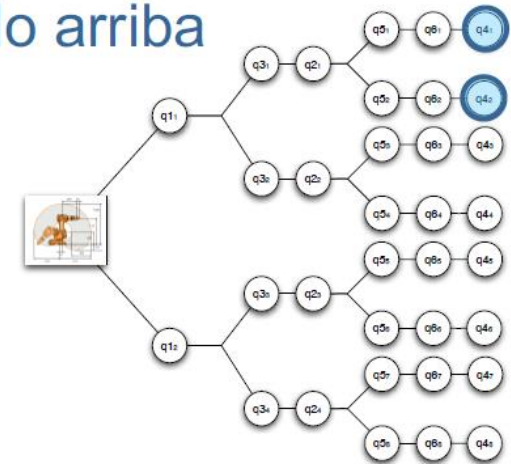 lo arriba
q5₁ q6₁ q4₁
q3₁ q2₁
q5₂ q6₂ q4₂
q1₁
q5₃ q6₃ q4₃
q3₂ q2₂
q5₄ q6₄ q4₄
q5₅ q6₅ q4₅
q3₃ q2₃
q5₆ q6₆ q4₆
q1₂
q5₇ q6₇ q4₇
q3₄ q2₄
q5₈ q6₈ q4₈